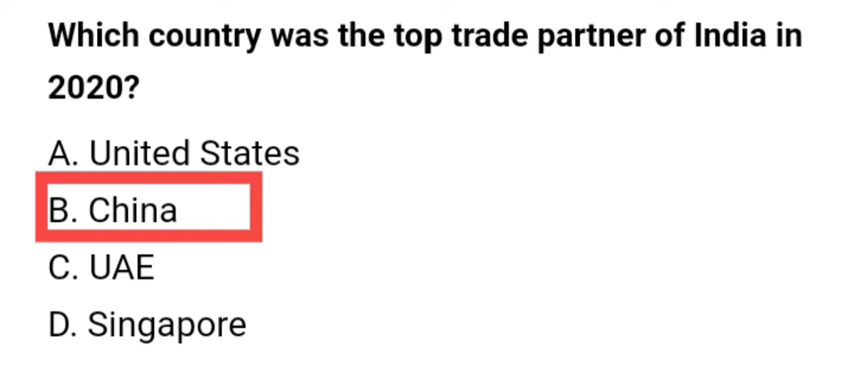 Which country was the top trade partner of India in
2020?
A. United States
B. China
C. UAE
D. Singapore